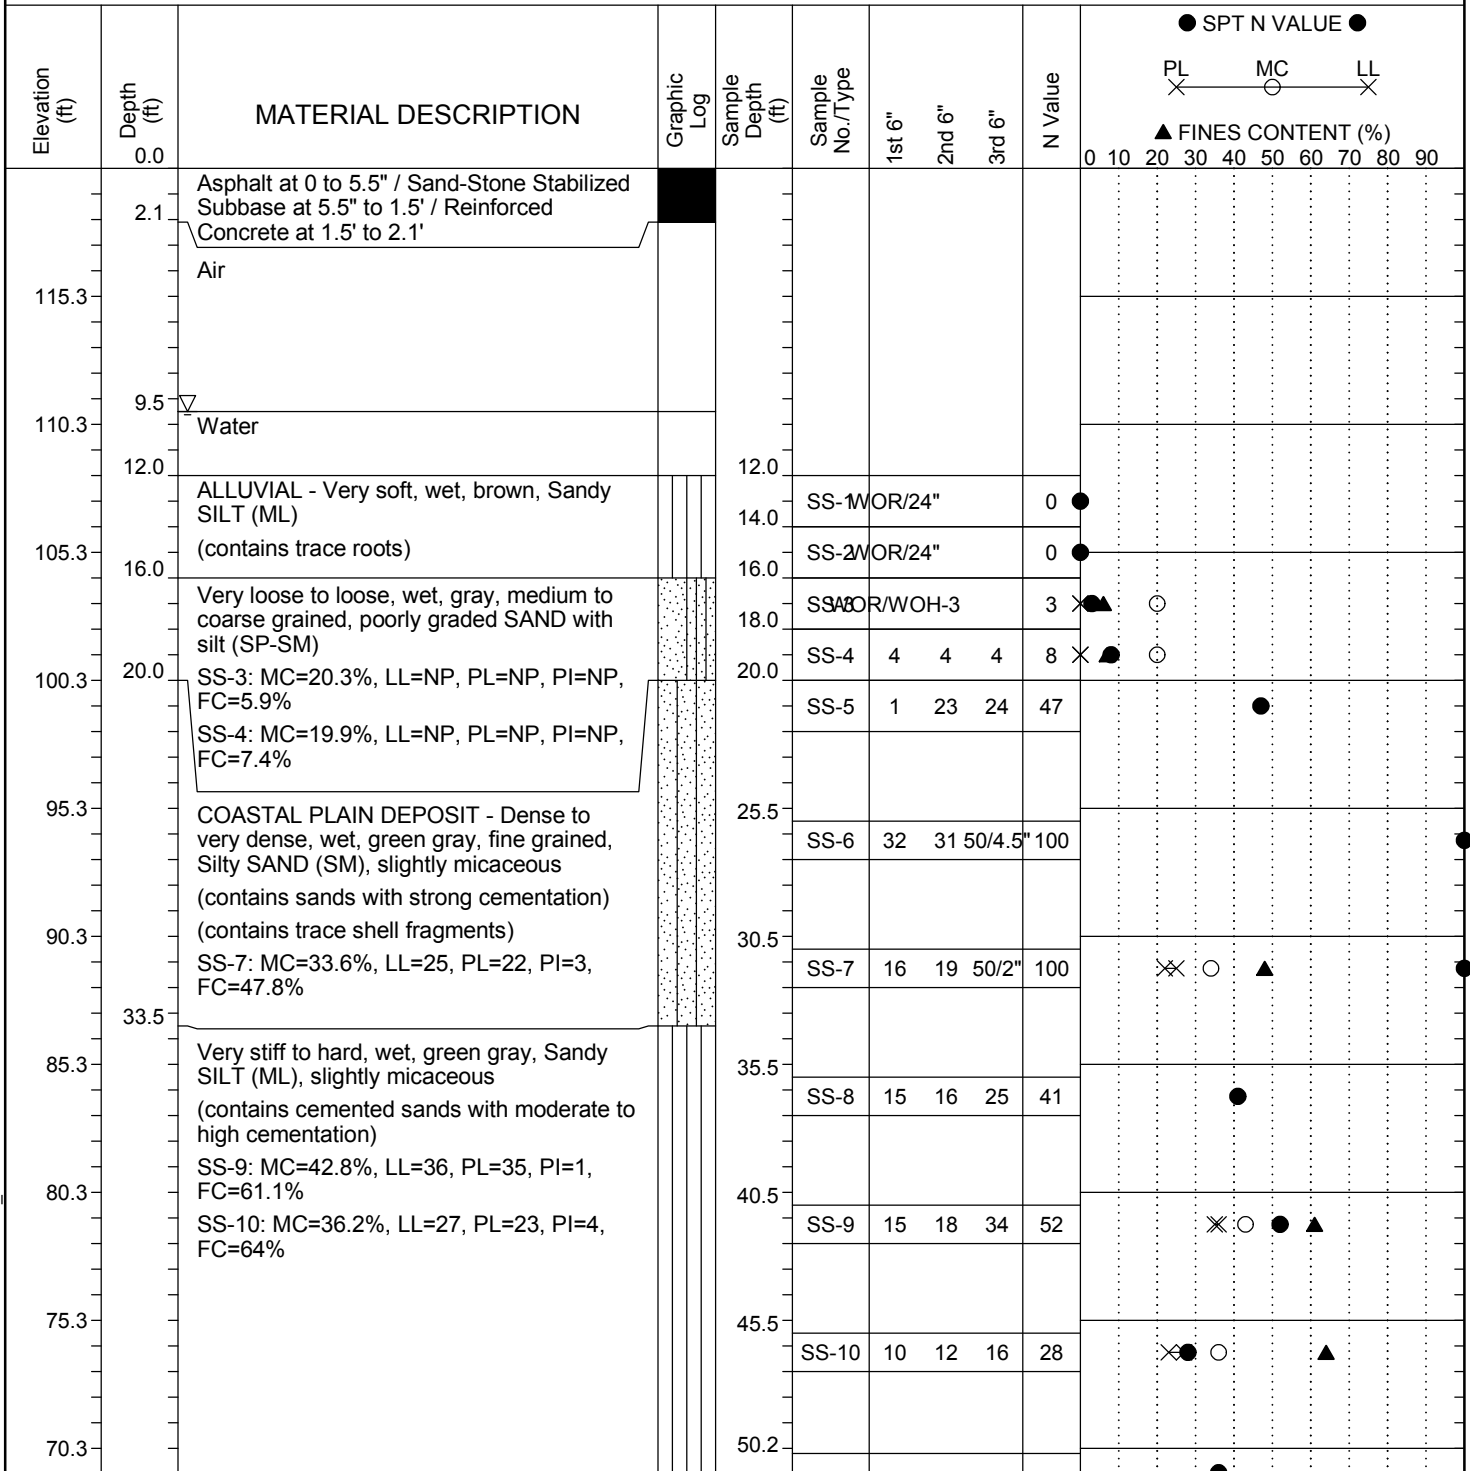 ● SPT N VALUE ●
PL MC LL
▲ FINES CONTENT (%)
0 10 20 30 40 50 60 70 80 90
Elevation (ft)
Depth (ft)
0.0
MATERIAL DESCRIPTION
Graphic Log
Sample Depth (ft)
Sample No./Type
1st 6"
2nd 6"
3rd 6"
N Value
Asphalt at 0 to 5.5" / Sand-Stone Stabilized
2.1 Subbase at 5.5" to 1.5' / Reinforced
Concrete at 1.5' to 2.1'
Air
115.3
9.5
110.3 Water
12.0 12.0
ALLUVIAL - Very soft, wet, brown, Sandy
SILT (ML)
SS-1 WOR/24" 0
14.0
105.3 (contains trace roots) SS-2 WOR/24" 0
16.0 16.0
Very loose to loose, wet, gray, medium to
coarse grained, poorly graded SAND with
silt (SP-SM)
SS-3 WOR/WOH-3 3
18.0
SS-4 4 4 4 8
100.3 20.0 SS-3: MC=20.3%, LL=NP, PL=NP, PI=NP, 20.0
FC=5.9%
SS-5 1 23 24 47
SS-4: MC=19.9%, LL=NP, PL=NP, PI=NP,
FC=7.4%
95.3 COASTAL PLAIN DEPOSIT - Dense to 25.5
very dense, wet, green gray, fine grained,
SS-6 32 31 50/4.5" 100
Silty SAND (SM), slightly micaceous
(contains sands with strong cementation)
90.3 (contains trace shell fragments) 30.5
SS-7: MC=33.6%, LL=25, PL=22, PI=3,
FC=47.8%
SS-7 16 19 50/2" 100
33.5
Very stiff to hard, wet, green gray, Sandy
85.3 SILT (ML), slightly micaceous 35.5
SS-8 15 16 25 41
(contains cemented sands with moderate to
high cementation)
SS-9: MC=42.8%, LL=36, PL=35, PI=1,
80.3 FC=61.1% 40.5
SS-9 15 18 34 52
SS-10: MC=36.2%, LL=27, PL=23, PI=4,
FC=64%
75.3 45.5
SS-10 10 12 16 28
70.3 50.2